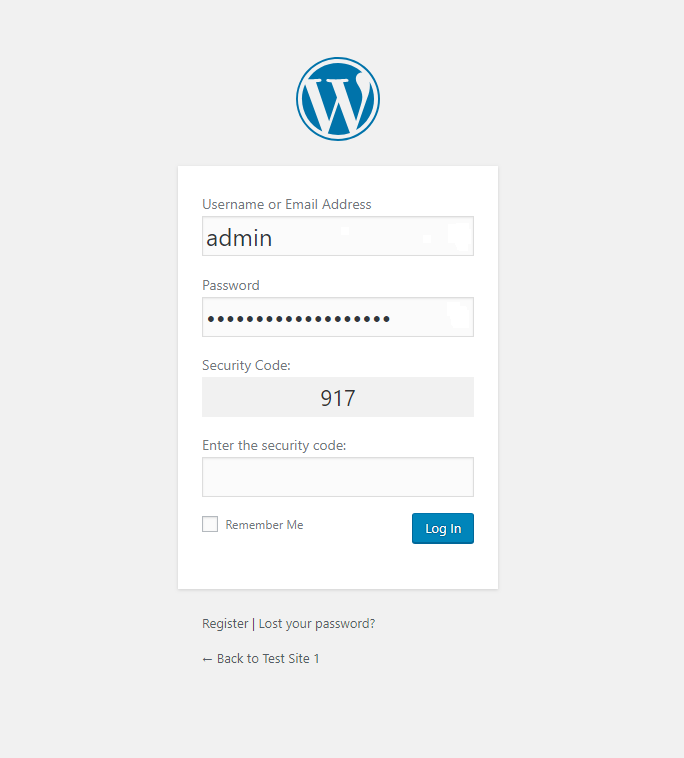 Username or Email Address
admin
Password
•••••••••••••••••••
Security Code:
917
Enter the security code:
Remember Me
Log In
Register | Lost your password?
← Back to Test Site 1